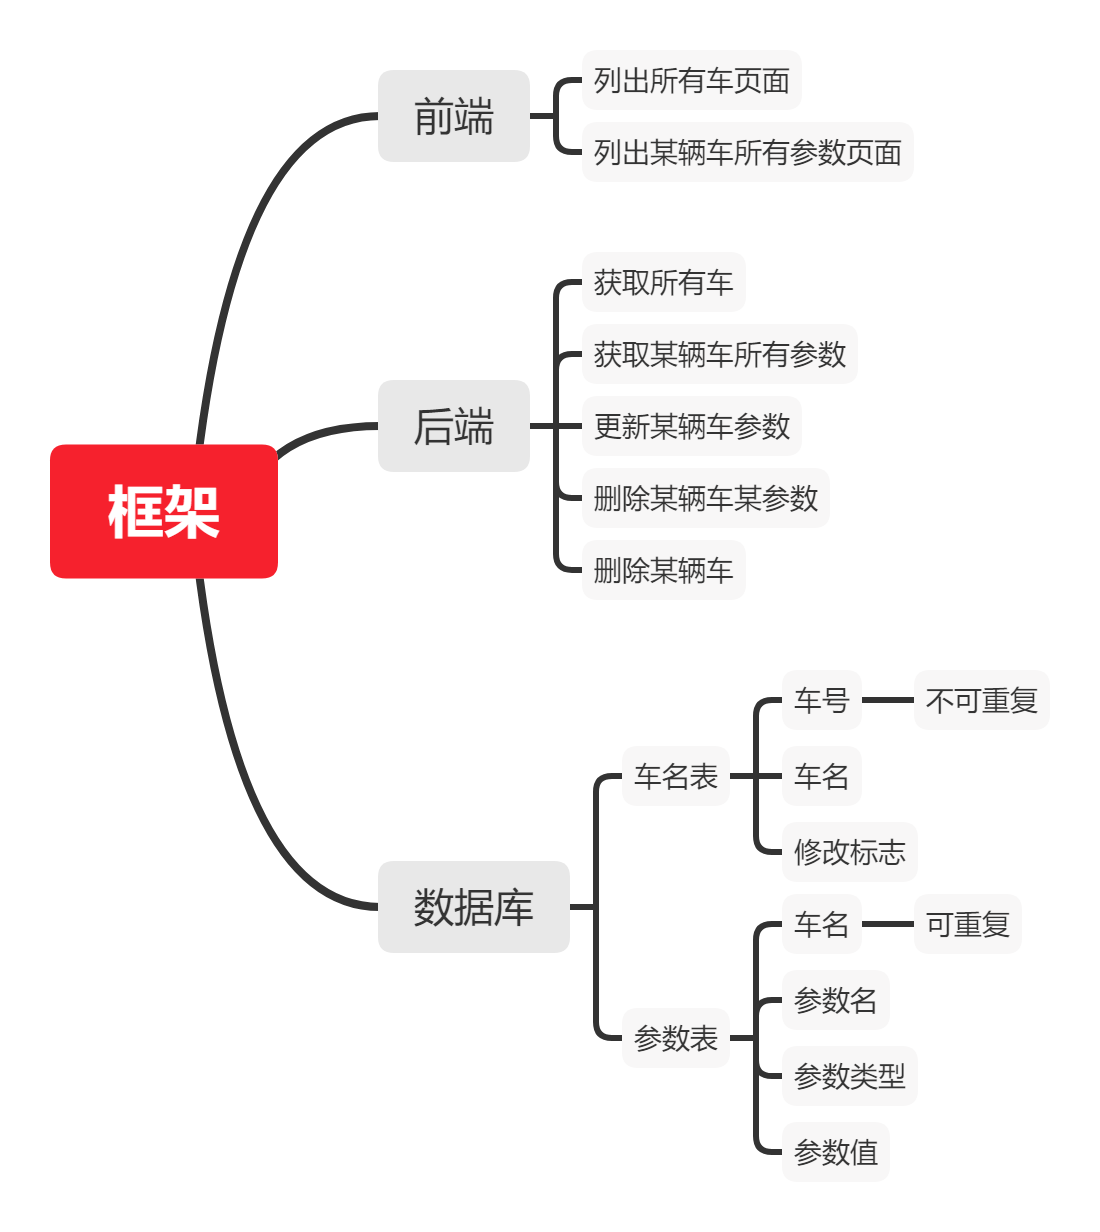 框架
前端
列出所有车页面
列出某辆车所有参数页面
后端
获取所有车
获取某辆车所有参数
更新某辆车参数
删除某辆车某参数
删除某辆车
数据库
车名表
车号
不可重复
车名
修改标志
参数表
车名
可重复
参数名
参数类型
参数值